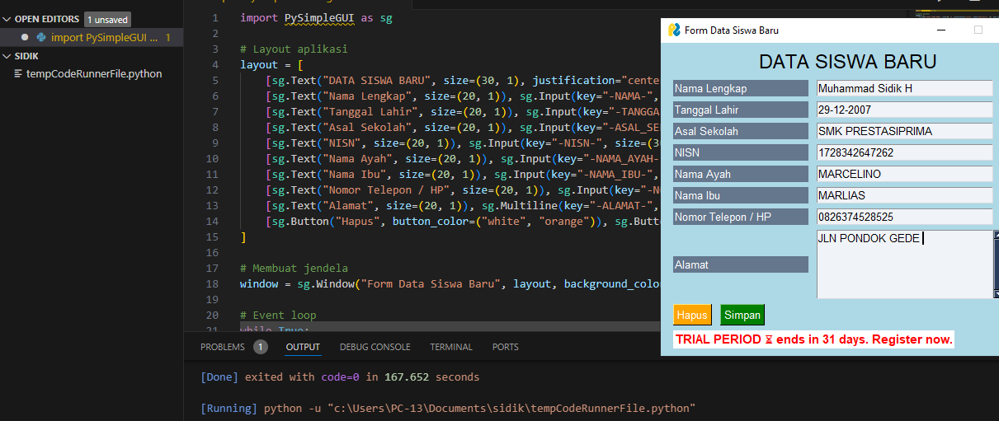 OPEN EDITORS 1 unsaved
import PySimpleGUI ... 1
SIDIK
tempCodeRunnerFile.python
1 import PySimpleGUI as sg
2
3 # Layout aplikasi
4 layout = [
5 [sg.Text("DATA SISWA BARU", size=(30, 1), justification="cente
6 [sg.Text("Nama Lengkap", size=(20, 1)), sg.Input(key="-NAMA-",
7 [sg.Text("Tanggal Lahir", size=(20, 1)), sg.Input(key="-TANGGA
8 [sg.Text("Asal Sekolah", size=(20, 1)), sg.Input(key="-ASAL_SE
9 [sg.Text("NISN", size=(20, 1)), sg.Input(key="-NISN-", size=(3
10 [sg.Text("Nama Ayah", size=(20, 1)), sg.Input(key="-NAMA_AYAH-
11 [sg.Text("Nama Ibu", size=(20, 1)), sg.Input(key="-NAMA_IBU-",
12 [sg.Text("Nomor Telepon / HP", size=(20, 1)), sg.Input(key="-N
13 [sg.Text("Alamat", size=(20, 1)), sg.Multiline(key="-ALAMAT-",
14 [sg.Button("Hapus", button_color=("white", "orange")), sg.Butt
15 ]
16
17 # Membuat jendela
18 window = sg.Window("Form Data Siswa Baru", layout, background_colo
19
20 # Event loop
21 while True:
PROBLEMS 1 OUTPUT DEBUG CONSOLE TERMINAL PORTS
[Done] exited with code=0 in 167.652 seconds
[Running] python -u "c:\Users\PC-13\Documents\sidik\tempCodeRunnerFile.python"
Form Data Siswa Baru
DATA SISWA BARU
Nama Lengkap Muhammad Sidik H
Tanggal Lahir 29-12-2007
Asal Sekolah SMK PRESTASIPRIMA
NISN 1728342647262
Nama Ayah MARCELINO
Nama Ibu MARLIAS
Nomor Telepon / HP 0826374528525
Alamat JLN PONDOK GEDE
Hapus Simpan
TRIAL PERIOD ⏳ ends in 31 days. Register now.